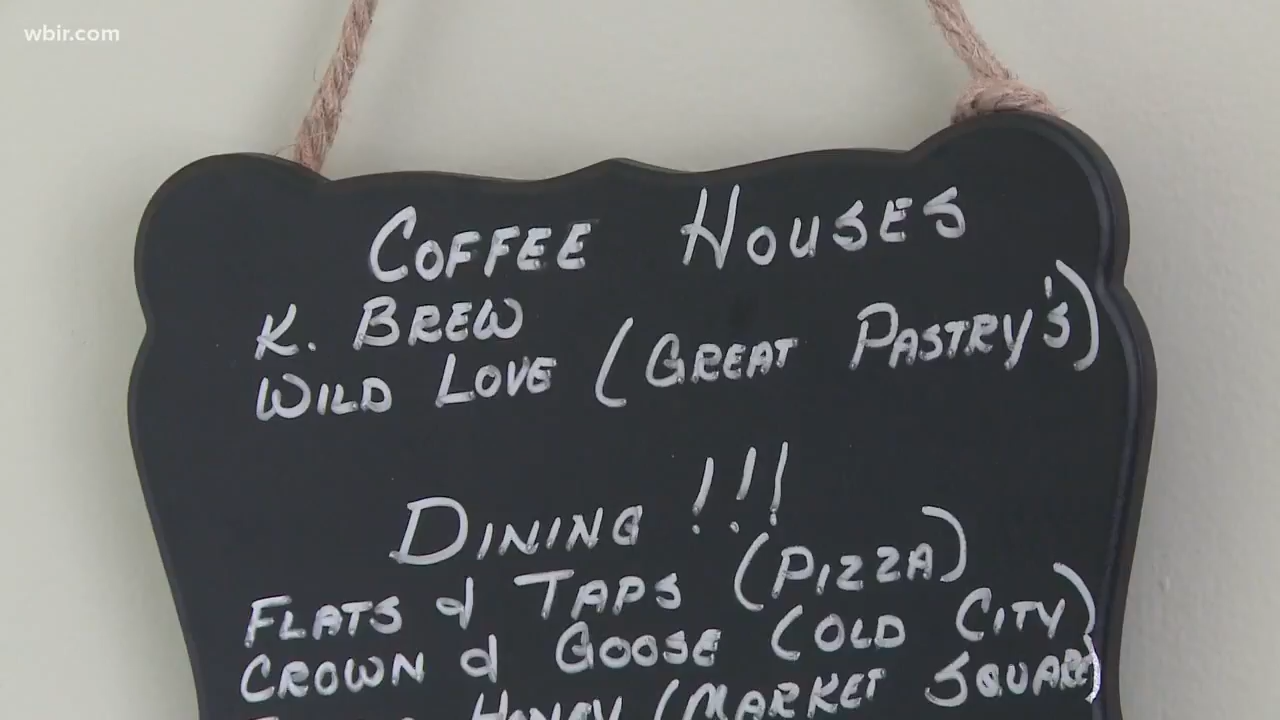 wbir.com
COFFEE HOUSES
K. BREW
WILD LOVE (GREAT PASTRY'S)
DINING !!!
FLATS & TAPS (PIZZA)
CROWN & GOOSE (OLD CITY)
HONEY (MARKET SQUARE)